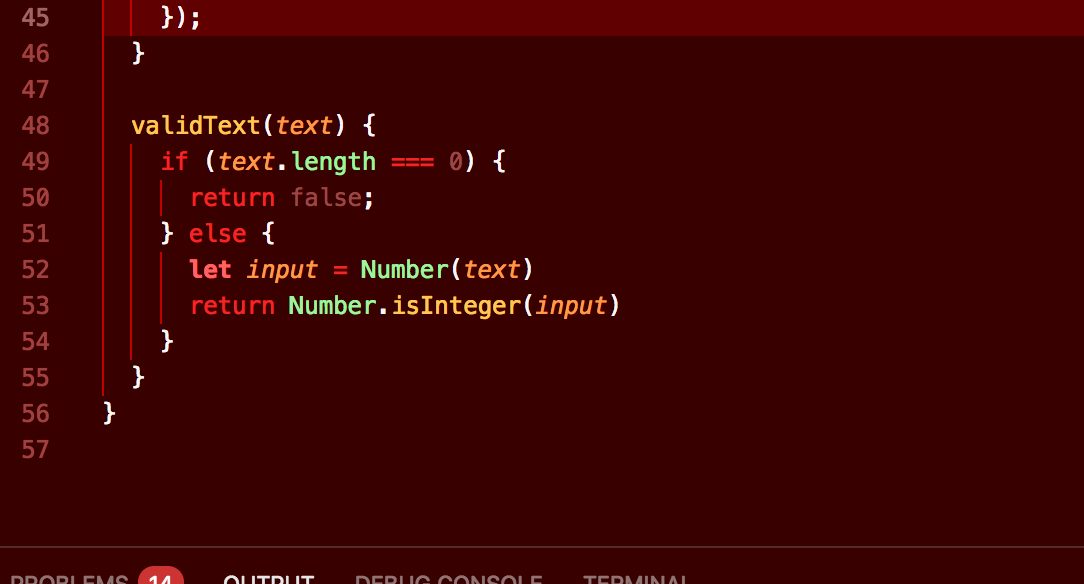 45 });
46 }
47
48 validText(text) {
49 if (text.length === 0) {
50 return false;
51 } else {
52 let input = Number(text)
53 return Number.isInteger(input)
54 }
55 }
56 }
57
PROBLEMS 14 OUTPUT DEBUG CONSOLE TERMINAL